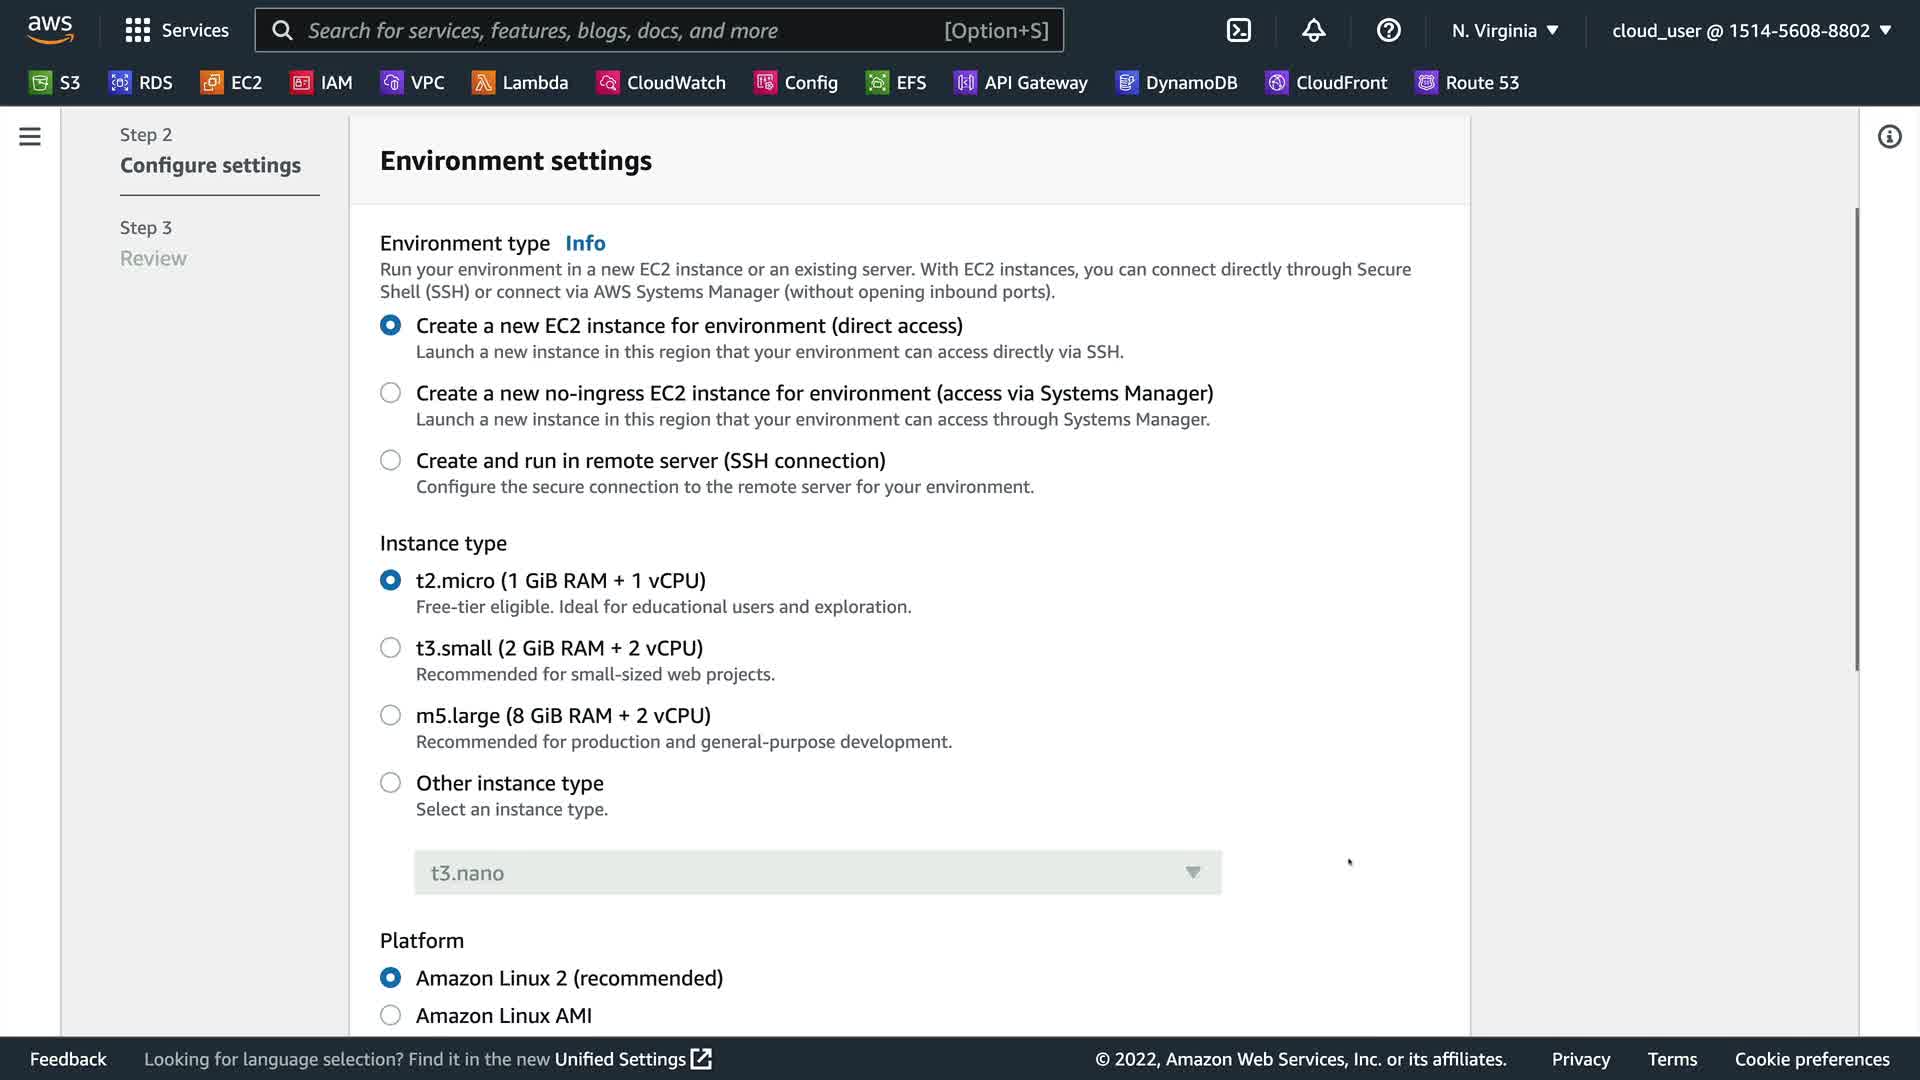 aws
Services
Search for services, features, blogs, docs, and more
[Option+S]
N. Virginia
cloud_user @ 1514-5608-8802
S3
RDS
EC2
IAM
VPC
Lambda
CloudWatch
Config
EFS
API Gateway
DynamoDB
CloudFront
Route 53
Step 2
Configure settings
Step 3
Review
Environment settings
Environment type Info
Run your environment in a new EC2 instance or an existing server. With EC2 instances, you can connect directly through Secure
Shell (SSH) or connect via AWS Systems Manager (without opening inbound ports).
Create a new EC2 instance for environment (direct access)
Launch a new instance in this region that your environment can access directly via SSH.
Create a new no-ingress EC2 instance for environment (access via Systems Manager)
Launch a new instance in this region that your environment can access through Systems Manager.
Create and run in remote server (SSH connection)
Configure the secure connection to the remote server for your environment.
Instance type
t2.micro (1 GiB RAM + 1 vCPU)
Free-tier eligible. Ideal for educational users and exploration.
t3.small (2 GiB RAM + 2 vCPU)
Recommended for small-sized web projects.
m5.large (8 GiB RAM + 2 vCPU)
Recommended for production and general-purpose development.
Other instance type
Select an instance type.
t3.nano
Platform
Amazon Linux 2 (recommended)
Amazon Linux AMI
Feedback
Looking for language selection? Find it in the new Unified Settings
© 2022, Amazon Web Services, Inc. or its affiliates.
Privacy
Terms
Cookie preferences